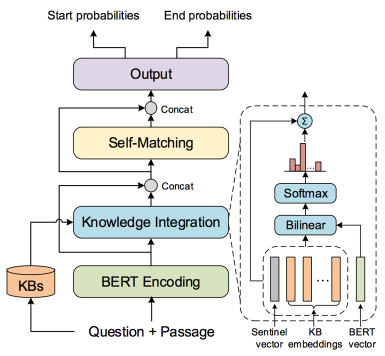 Start probabilities
End probabilities
Output
Concat
Self-Matching
Concat
Knowledge Integration
KBs
BERT Encoding
Question + Passage
Σ
...
Softmax
Bilinear
...
Sentinel
vector
KB
embeddings
BERT
vector